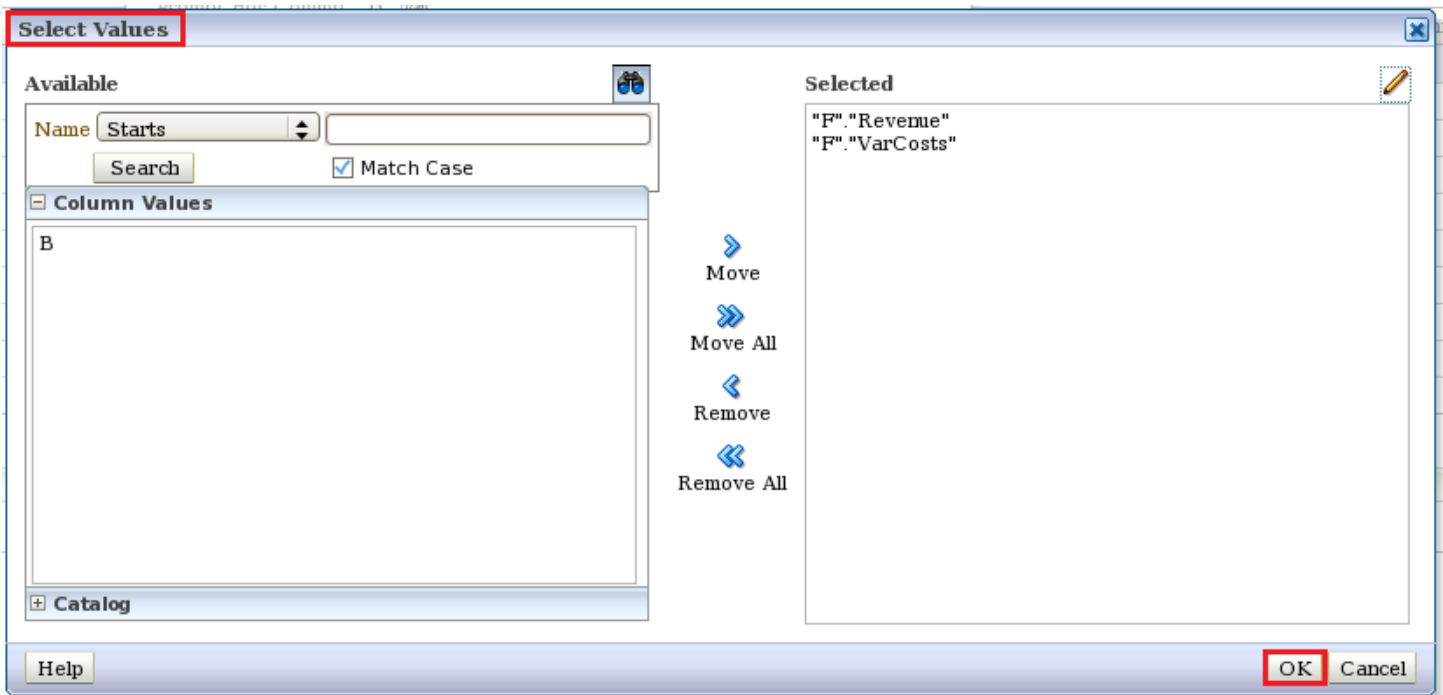 Select Values
Available
Name Starts
Search Match Case
Column Values
B
Catalog
Move
Move All
Remove
Remove All
Selected
"F"."Revenue"
"F"."VarCosts"
Help OK Cancel